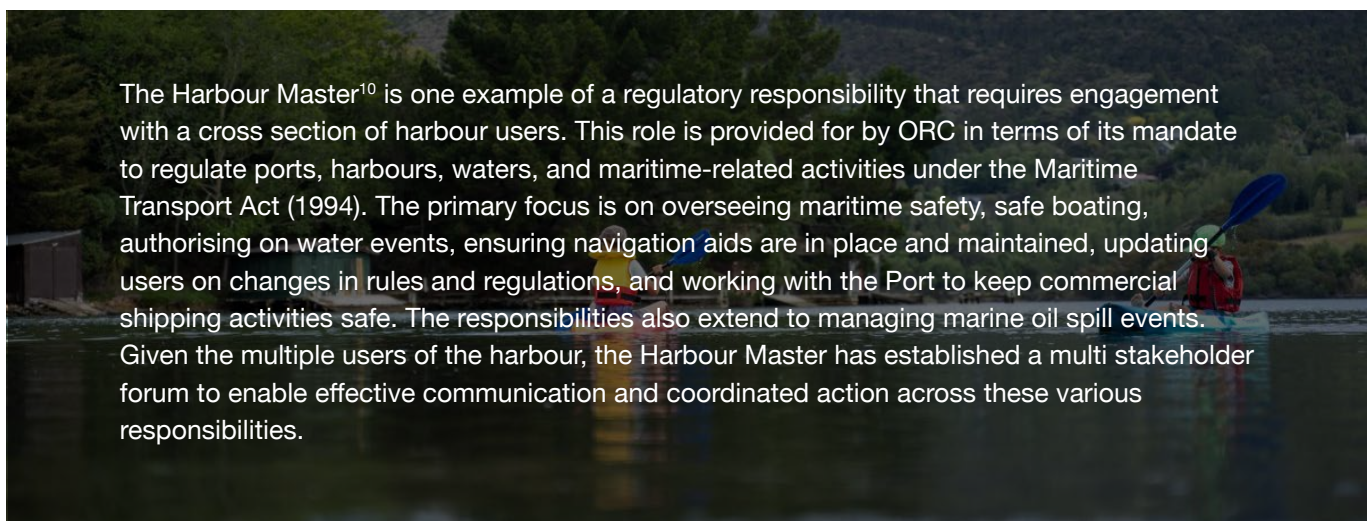 The Harbour Master¹⁰ is one example of a regulatory responsibility that requires engagement
with a cross section of harbour users. This role is provided for by ORC in terms of its mandate
to regulate ports, harbours, waters, and maritime-related activities under the Maritime
Transport Act (1994). The primary focus is on overseeing maritime safety, safe boating,
authorising on water events, ensuring navigation aids are in place and maintained, updating
users on changes in rules and regulations, and working with the Port to keep commercial
shipping activities safe. The responsibilities also extend to managing marine oil spill events.
Given the multiple users of the harbour, the Harbour Master has established a multi stakeholder
forum to enable effective communication and coordinated action across these various
responsibilities.